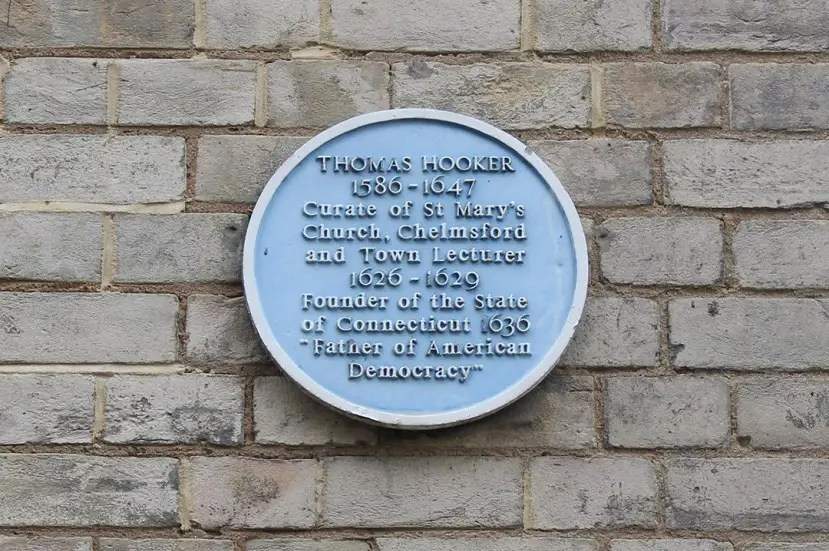 THOMAS HOOKER
1586-1647
Curate of St Mary's
Church, Chelmsford
and Town Lecturer
1626-1629
Founder of the State
of Connecticut 1636
"Father of American
Democracy"